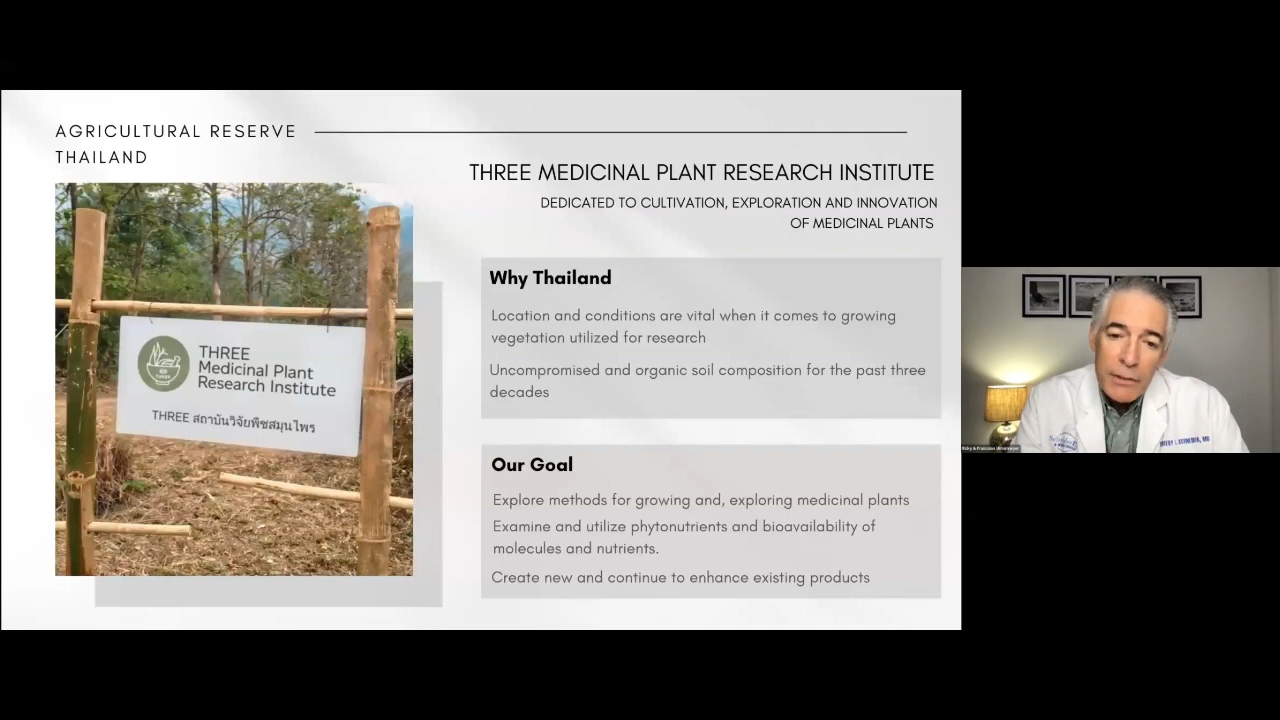 AGRICULTURAL RESERVE
THAILAND
THREE MEDICINAL PLANT RESEARCH INSTITUTE
DEDICATED TO CULTIVATION, EXPLORATION AND INNOVATION
OF MEDICINAL PLANTS
THREE
Medicinal Plant
Research Institute
THREE สถาบันวิจัยพืชสมุนไพร
Why Thailand
Location and conditions are vital when it comes to growing
vegetation utilized for research
Uncompromised and organic soil composition for the past three
decades
Our Goal
Explore methods for growing and, exploring medicinal plants
Examine and utilize phytonutrients and bioavailability of
molecules and nutrients.
Create new and continue to enhance existing products